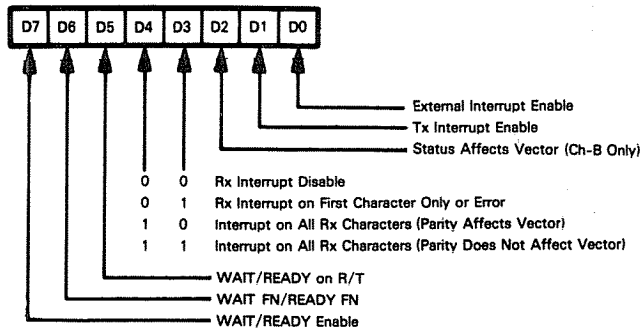 D7 D6 D5 D4 D3 D2 D1 D0
External Interrupt Enable
Tx Interrupt Enable
Status Affects Vector (Ch-B Only)
0 0 Rx Interrupt Disable
0 1 Rx Interrupt on First Character Only or Error
1 0 Interrupt on All Rx Characters (Parity Affects Vector)
1 1 Interrupt on All Rx Characters (Parity Does Not Affect Vector)
WAIT/READY on R/T
WAIT FN/READY FN
WAIT/READY Enable